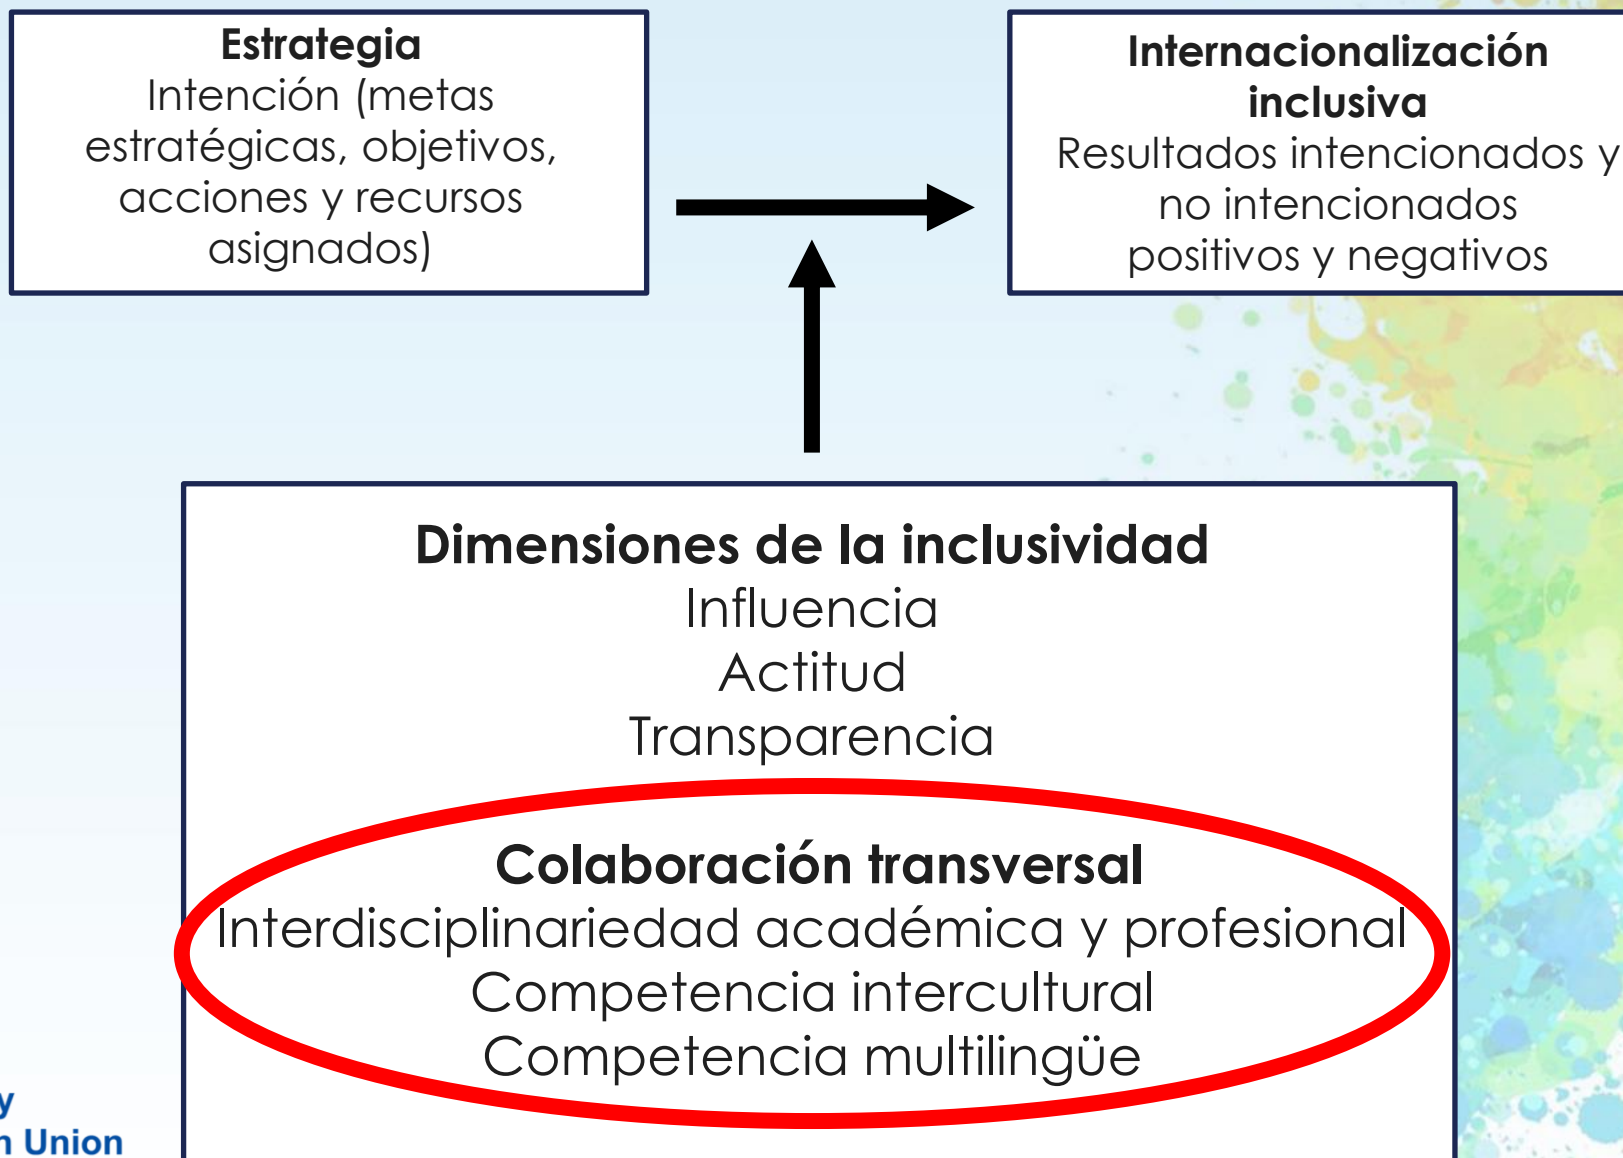 Estrategia
Intención (metas
estratégicas, objetivos,
acciones y recursos
asignados)
Internacionalización
inclusiva
Resultados intencionados y
no intencionados
positivos y negativos
Dimensiones de la inclusividad
Influencia
Actitud
Transparencia
Colaboración transversal
Interdisciplinariedad académica y profesional
Competencia intercultural
Competencia multilingüe
y
n Union